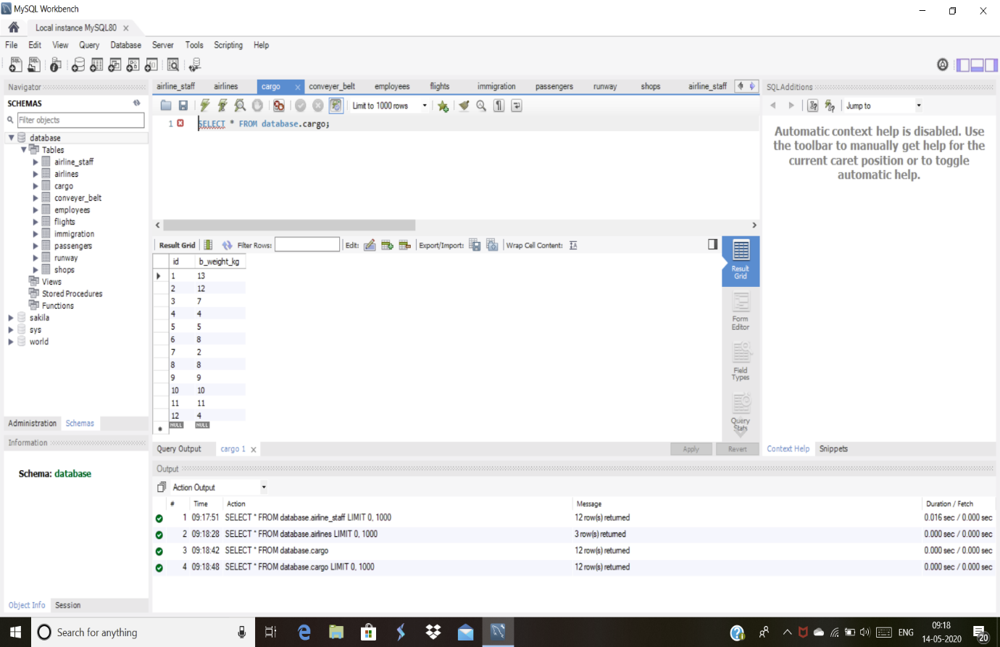 MySQL Workbench
Local instance MySQL80
File Edit View Query Database Server Tools Scripting Help
Navigator
SCHEMAS
Filter objects
database
Tables
airline_staff
airlines
cargo
conveyer_belt
employees
flights
immigration
passengers
runway
shops
Views
Stored Procedures
Functions
sakila
sys
world
Administration Schemas
Information
Schema: database
Object Info Session
airline_staff airlines cargo conveyer_belt employees flights immigration passengers runway shops airline_staff
Limit to 1000 rows
1 SELECT * FROM database.cargo;
Result Grid Filter Rows: Edit: Export/Import: Wrap Cell Content:
id b_weight_kg
1 13
2 12
3 7
4 4
5 5
6 8
7 2
8 8
9 9
10 10
11 11
12 4
NULL NULL
Result
Grid
Form
Editor
Field
Types
Query
Stats
Query Output cargo 1 Apply Revert
SQLAdditions
Jump to
Automatic context help is disabled. Use
the toolbar to manually get help for the
current caret position or to toggle
automatic help.
Context Help Snippets
Output
Action Output
# Time Action Message Duration / Fetch
1 09:17:51 SELECT * FROM database.airline_staff LIMIT 0, 1000 12 row(s) returned 0.016 sec / 0.000 sec
2 09:18:28 SELECT * FROM database.airlines LIMIT 0, 1000 3 row(s) returned 0.000 sec / 0.000 sec
3 09:18:42 SELECT * FROM database.cargo 12 row(s) returned 0.000 sec / 0.000 sec
4 09:18:48 SELECT * FROM database.cargo LIMIT 0, 1000 12 row(s) returned 0.000 sec / 0.000 sec
Search for anything
ENG
09:18
14-05-2020
20